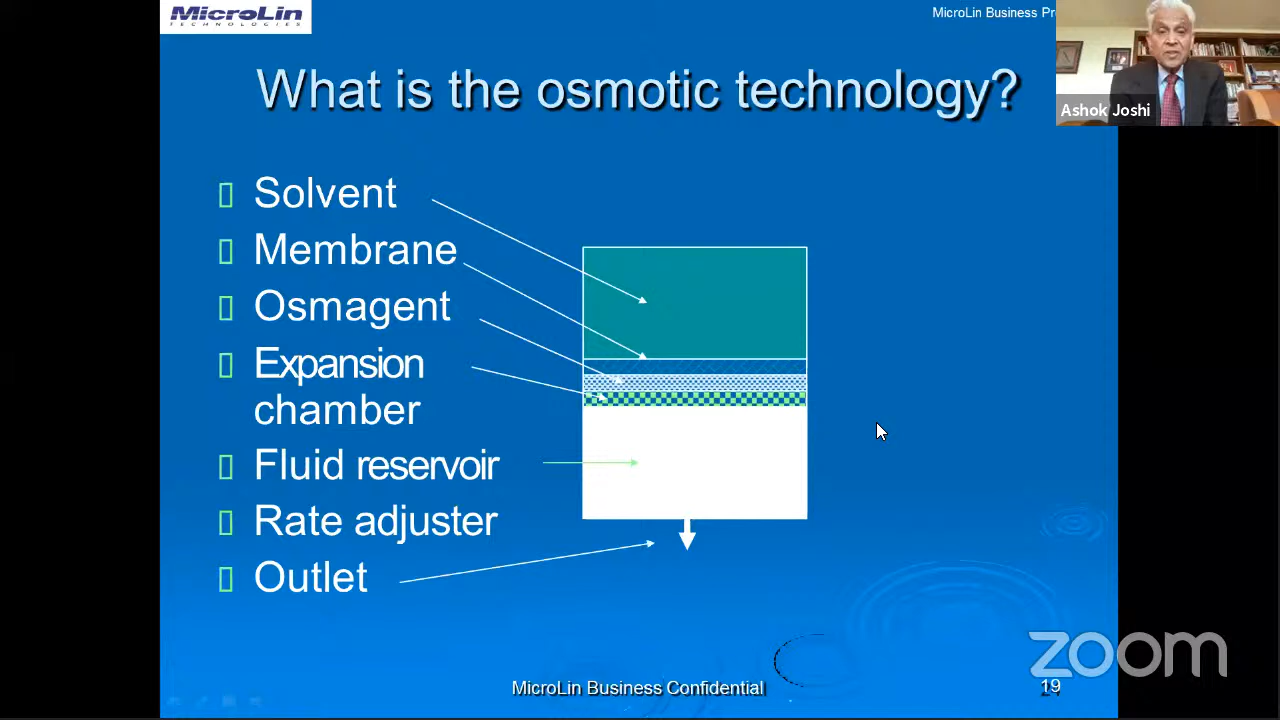 MicroLin
TECHNOLOGIES
MicroLin Business Pr
Ashok Joshi
What is the osmotic technology?
Solvent
Membrane
Osmagent
Expansion
chamber
Fluid reservoir
Rate adjuster
Outlet
MicroLin Business Confidential
zoom